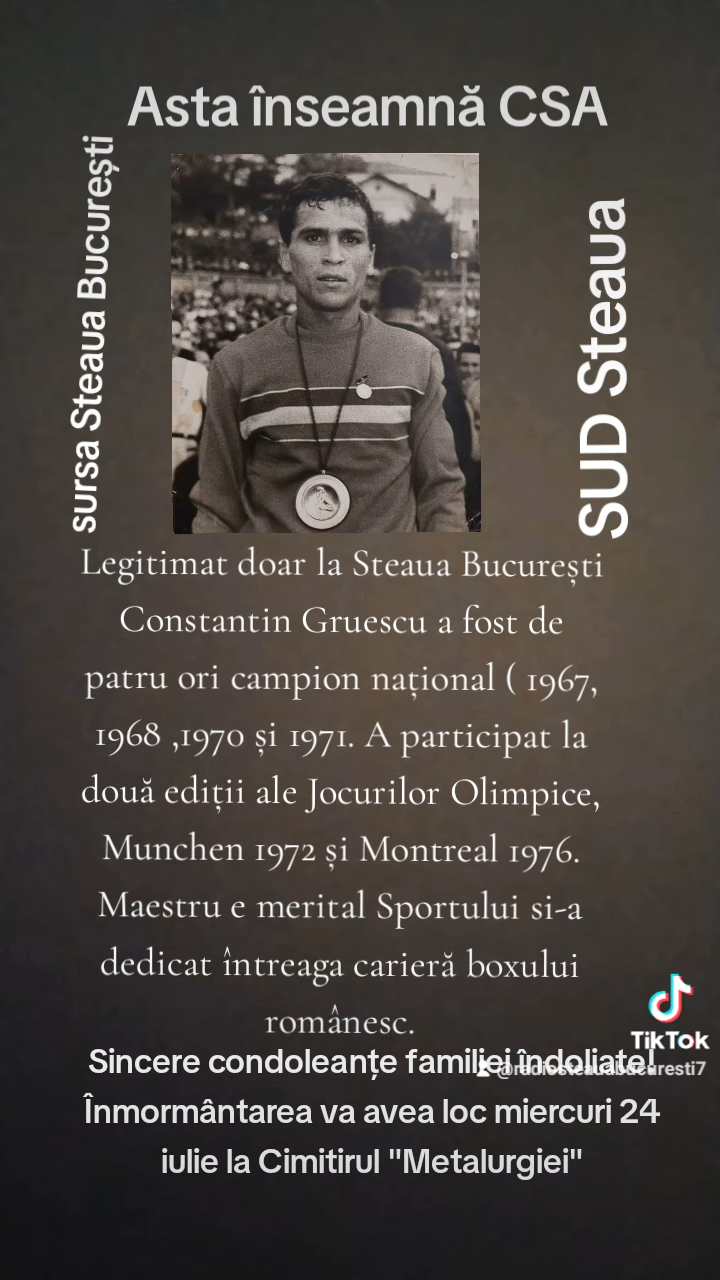 Asta înseamnă CSA
sursa Steaua București
SUD Steaua
Legitimat doar la Steaua București
Constantin Gruescu a fost de
patru ori campion național ( 1967,
1968 ,1970 și 1971. A participat la
două ediții ale Jocurilor Olimpice,
Munchen 1972 și Montreal 1976.
Maestru e merital Sportului si-a
dedicat întreaga carieră boxului
românesc.
Sincere condoleanțe familiei îndoliate!
Înmormântarea va avea loc miercuri 24
iulie la Cimitirul "Metalurgiei"
TikTok
@radiosteauabucuresti7